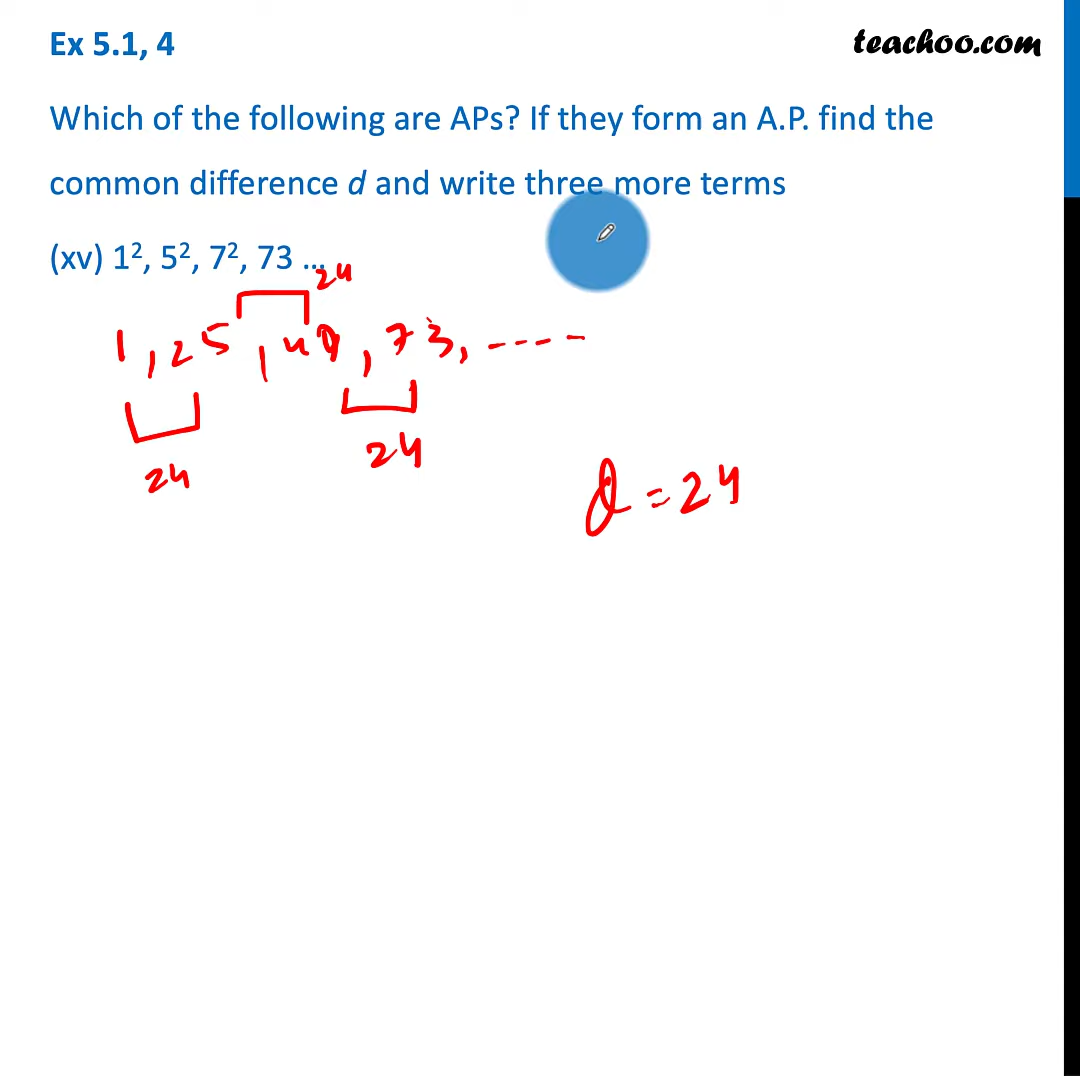 Ex 5.1, 4
teachoo.com
Which of the following are APs? If they form an A.P. find the
common difference d and write three more terms
(xv) 1², 5², 7², 73 ...
24
1, 25, 49, 73, ----
24
24
d = 24